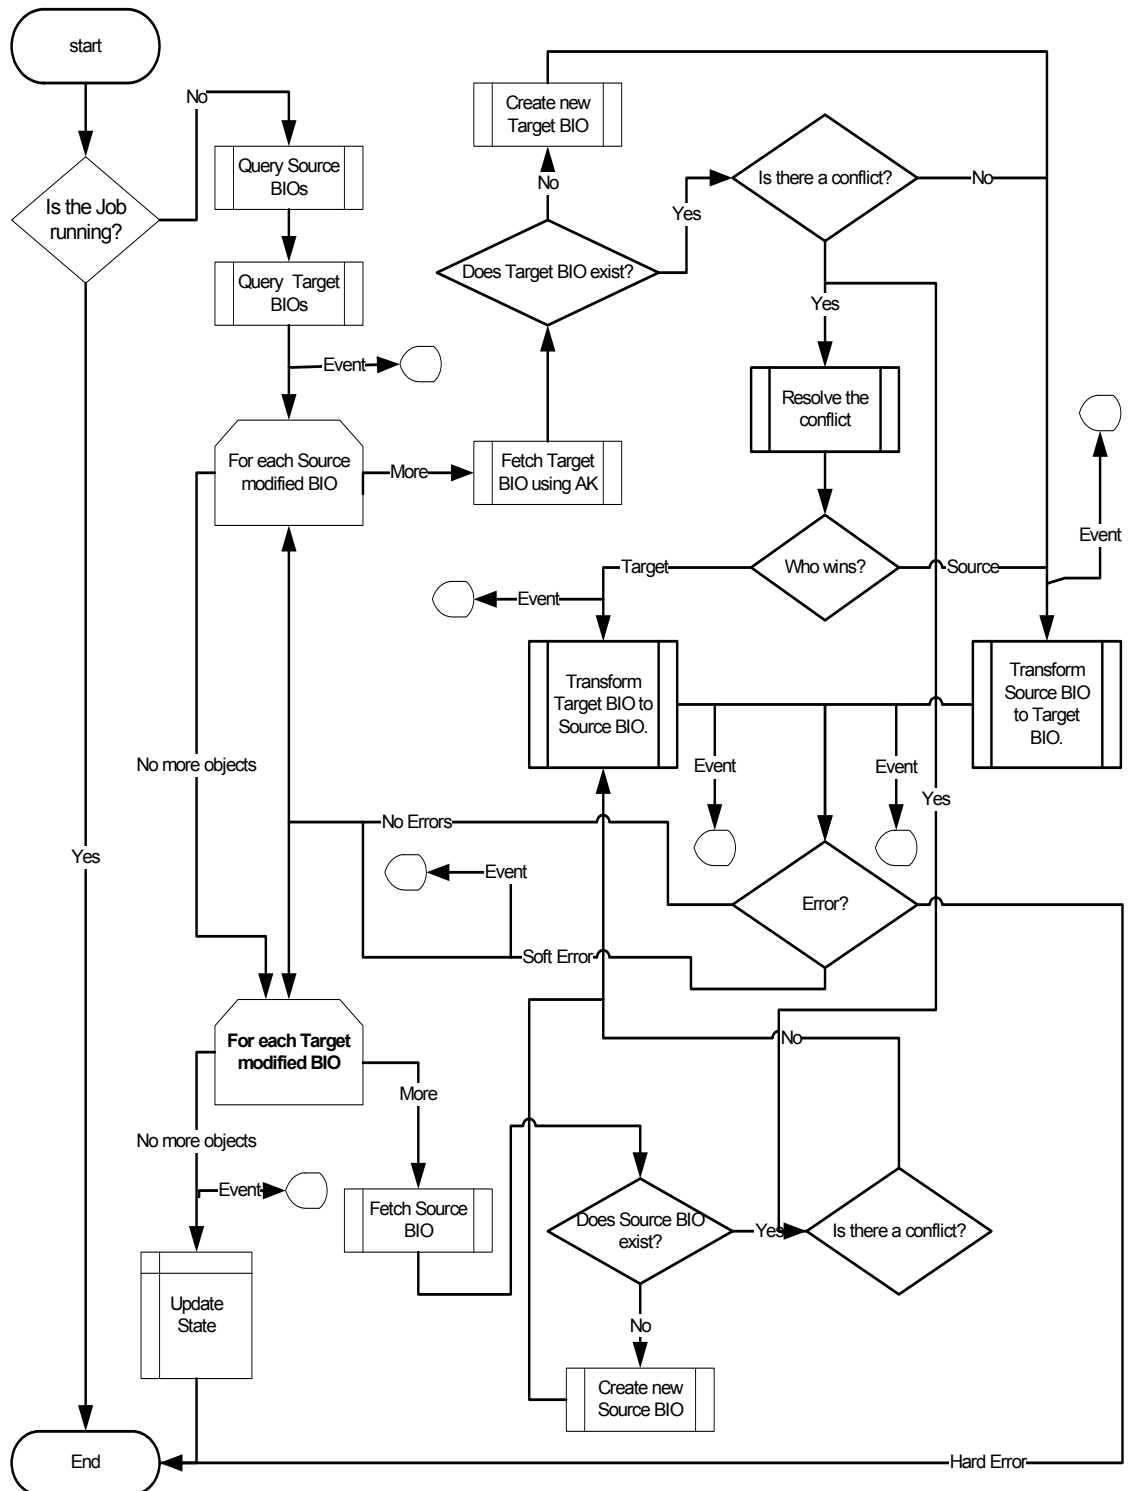 start
No
Create new
Target BIO
Query Source
BIOs
Is there a conflict?
No
No
Yes
Is the Job
running?
Does Target BIO exist?
Query Target
BIOs
Yes
Event
Resolve the
conflict
For each Source
modified BIO
More
Fetch Target
BIO using AK
Event
Target
Who wins?
Source
Event
Transform
Target BIO to
Source BIO.
Transform
Source BIO
to Target
BIO.
No more objects
Event
Event
Yes
No Errors
Yes
Event
Error?
Soft Error
For each Target
modified BIO
No
More
No more objects
Event
Fetch Source
BIO
Does Source BIO
exist?
Yes
Is there a conflict?
Update
State
No
Create new
Source BIO
End
Hard Error